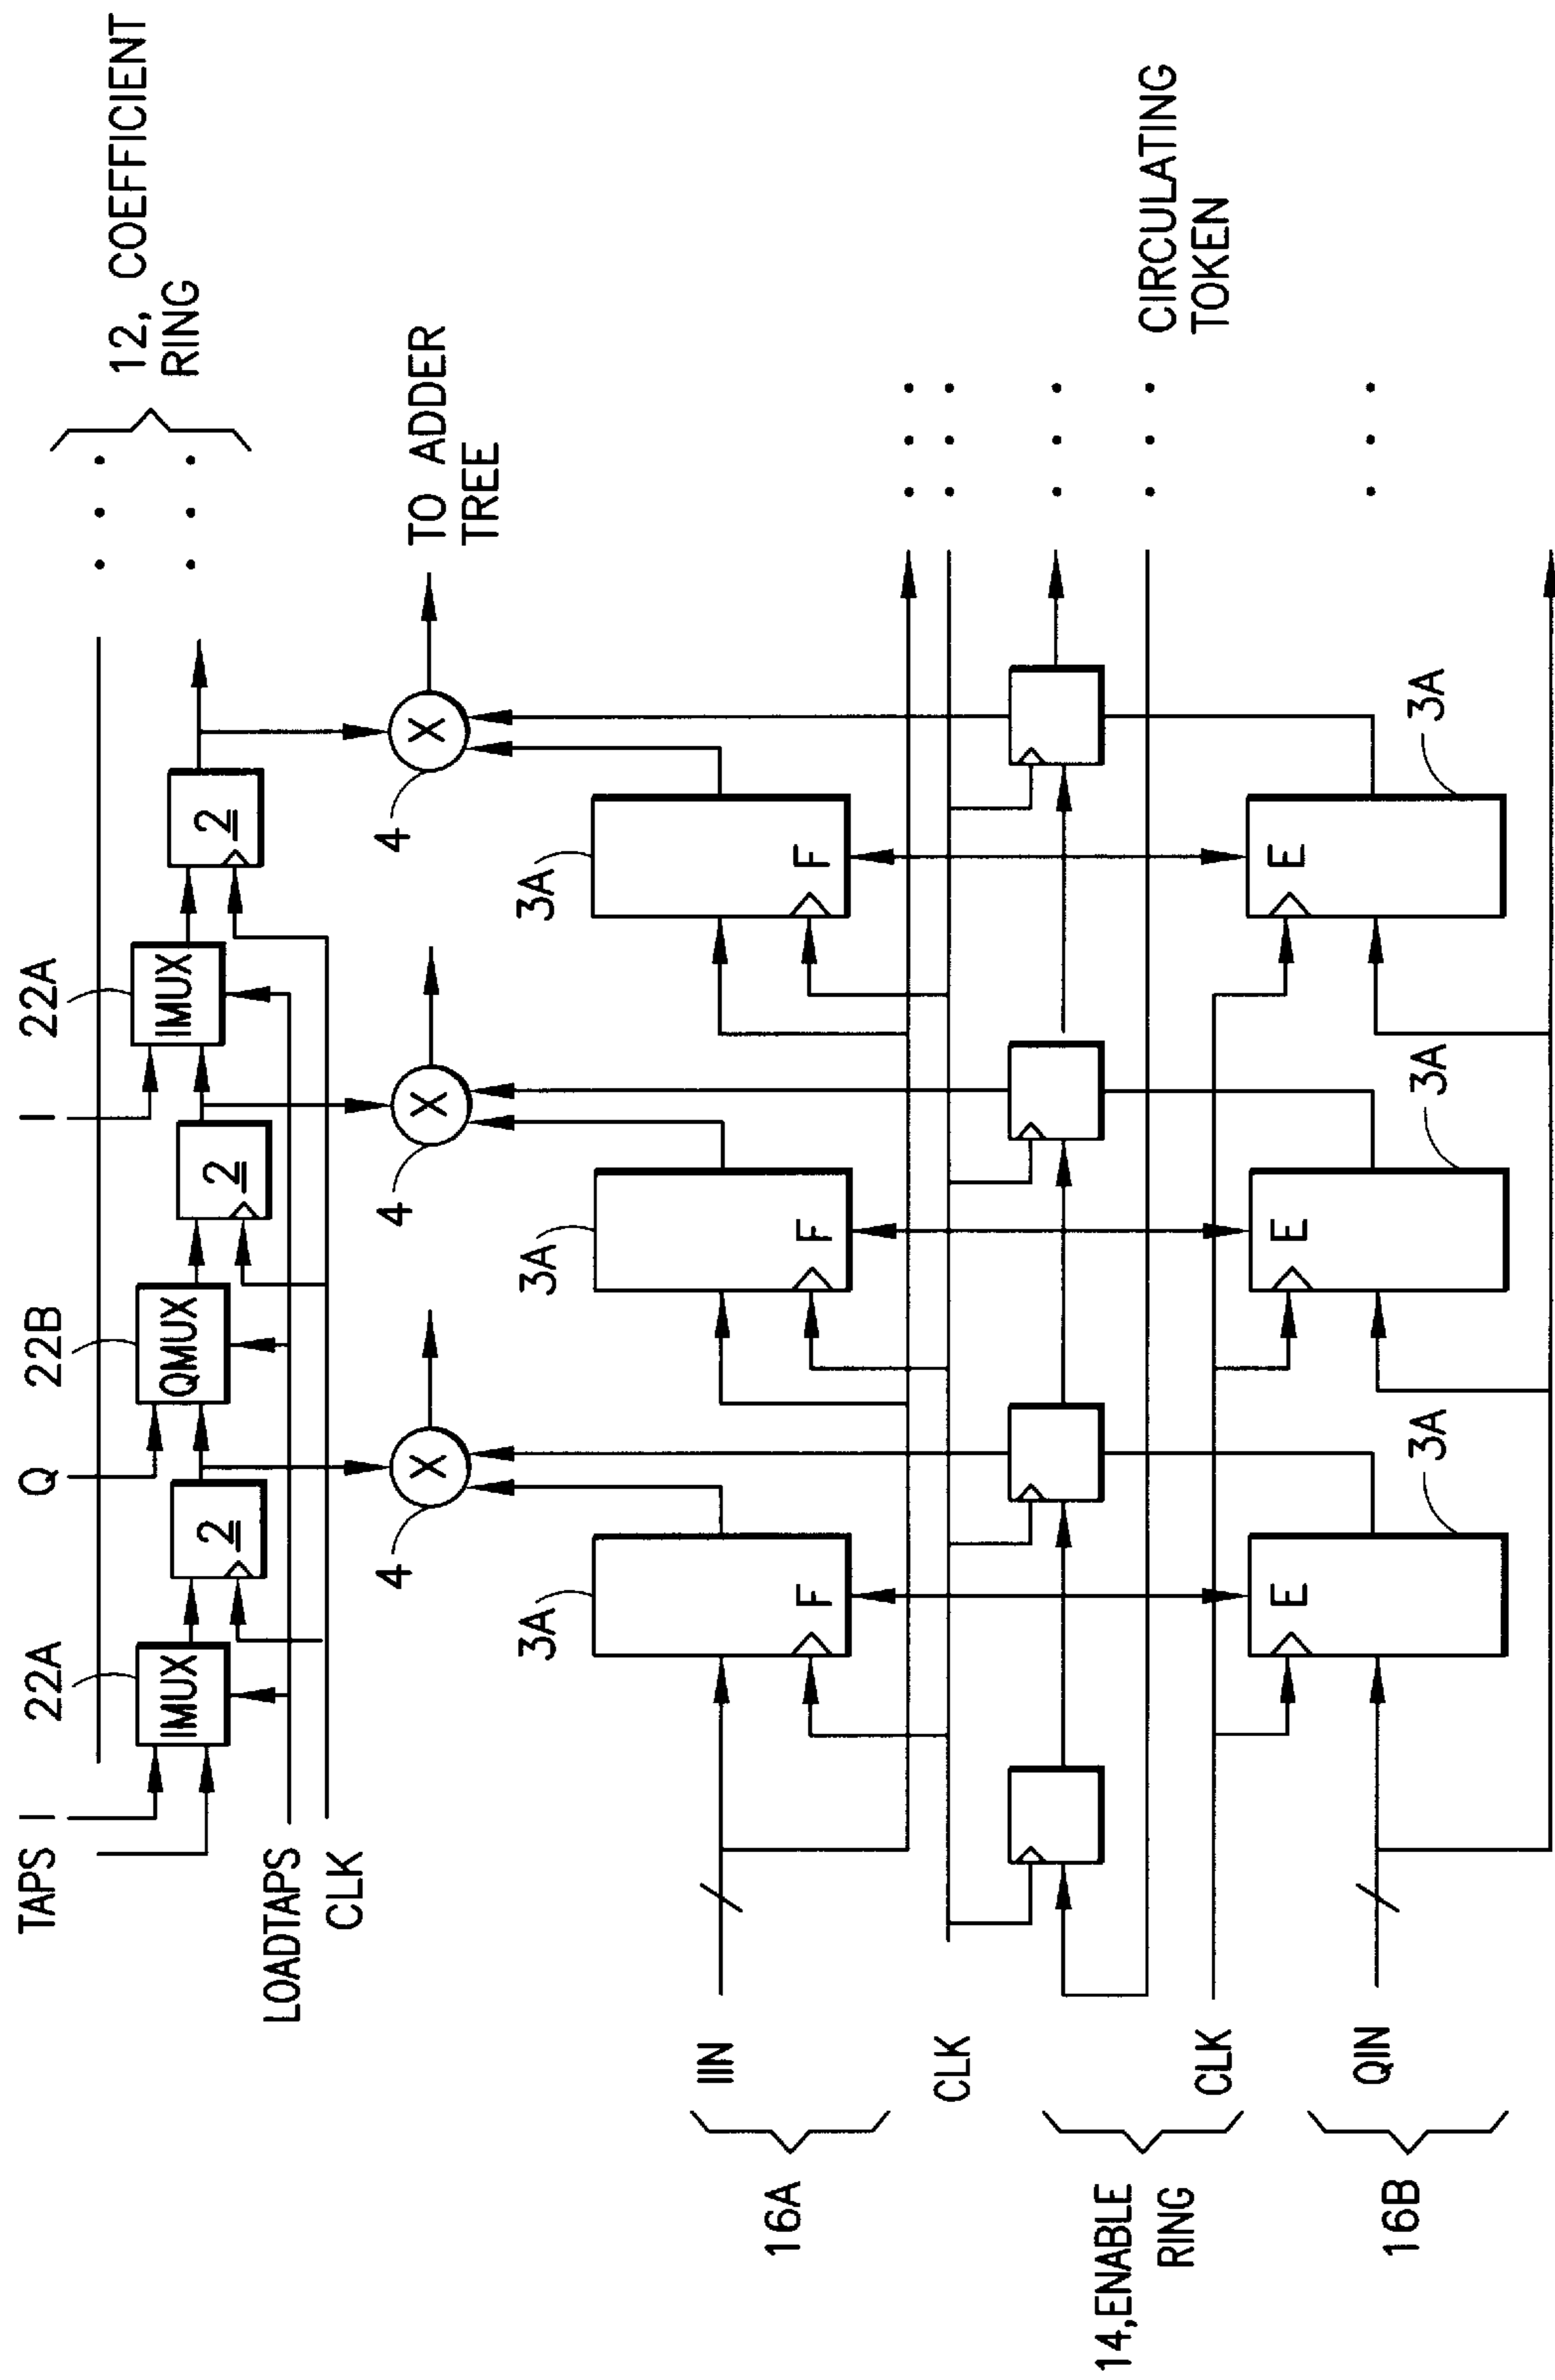 TAPS I
Q
I
22A
22B
22A
12, COEFFICIENT
RING
IMUX
QMUX
IMUX
2
2
2
LOADTAPS
CLK
TO ADDER
TREE
X
X
X
4
4
4
3A
3A
3A
F
F
F
IIN
16A
CLK
14,ENABLE
RING
CIRCULATING
TOKEN
CLK
E
E
E
3A
3A
3A
QIN
16B